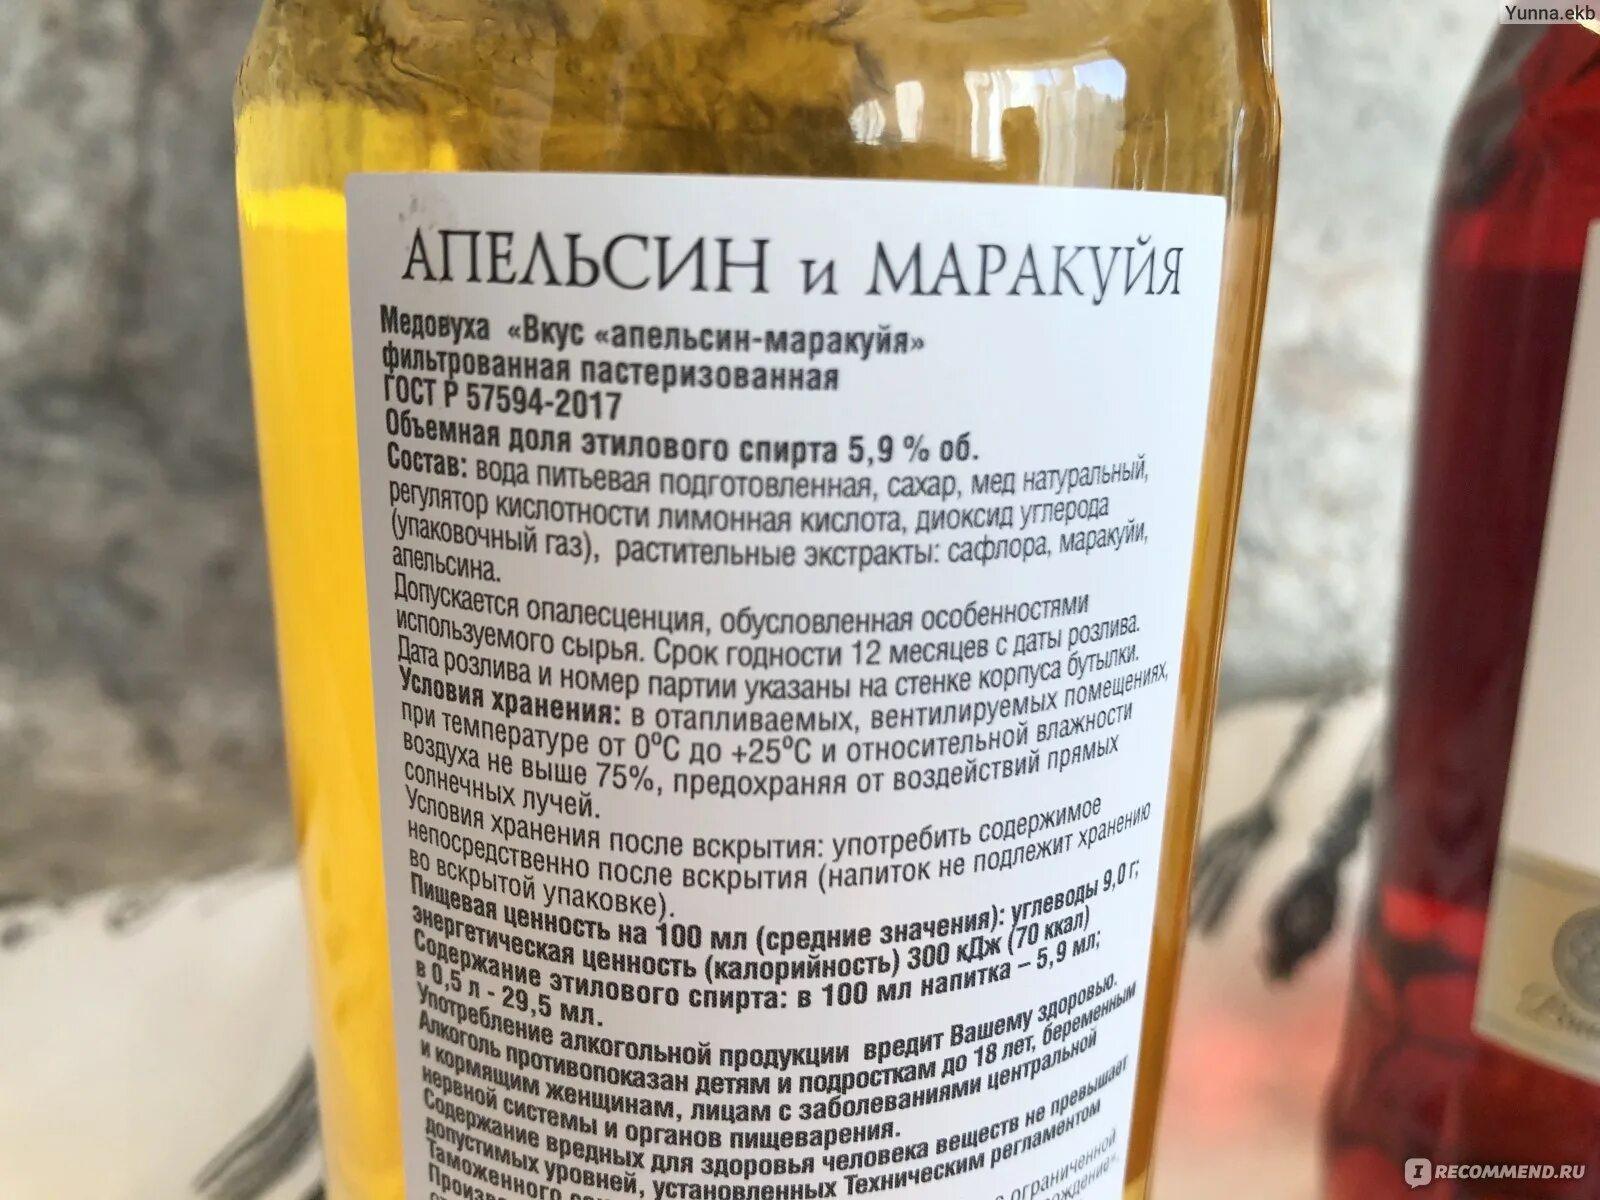 Yunna.ekb
АПЕЛЬСИН и МАРАКУЙЯ
Медовуха «Вкус «апельсин-маракуйя»
фильтрованная пастеризованная
ГОСТ Р 57594-2017
Объемная доля этилового спирта 5,9 % об.
Состав: вода питьевая подготовленная, сахар, мед натуральный,
регулятор кислотности лимонная кислота, диоксид углерода
(упаковочный газ), растительные экстракты: сафлора, маракуйи,
апельсина.
Допускается опалесценция, обусловленная особенностями
используемого сырья. Срок годности 12 месяцев с даты розлива.
Дата розлива и номер партии указаны на стенке корпуса бутылки.
Условия хранения: в отапливаемых, вентилируемых помещениях,
при температуре от 0°С до +25°С и относительной влажности
воздуха не выше 75%, предохраняя от воздействий прямых
солнечных лучей.
Условия хранения после вскрытия: употребить содержимое
непосредственно после вскрытия (напиток не подлежит хранению
во вскрытой упаковке).
Пищевая ценность на 100 мл (средние значения): углеводы 9,0 г;
энергетическая ценность (калорийность) 300 кДж (70 ккал)
Содержание этилового спирта: в 100 мл напитка – 5,9 мл;
в 0,5 л - 29,5 мл.
Употребление алкогольной продукции вредит Вашему здоровью.
Алкоголь противопоказан детям и подросткам до 18 лет, беременным
и кормящим женщинам, лицам с заболеваниями центральной
нервной системы и органов пищеварения.
Содержание вредных для здоровья человека веществ не превышает
допустимых уровней, установленных Техническим регламентом
Таможенного
ограниченной
RECOMMEND.RU